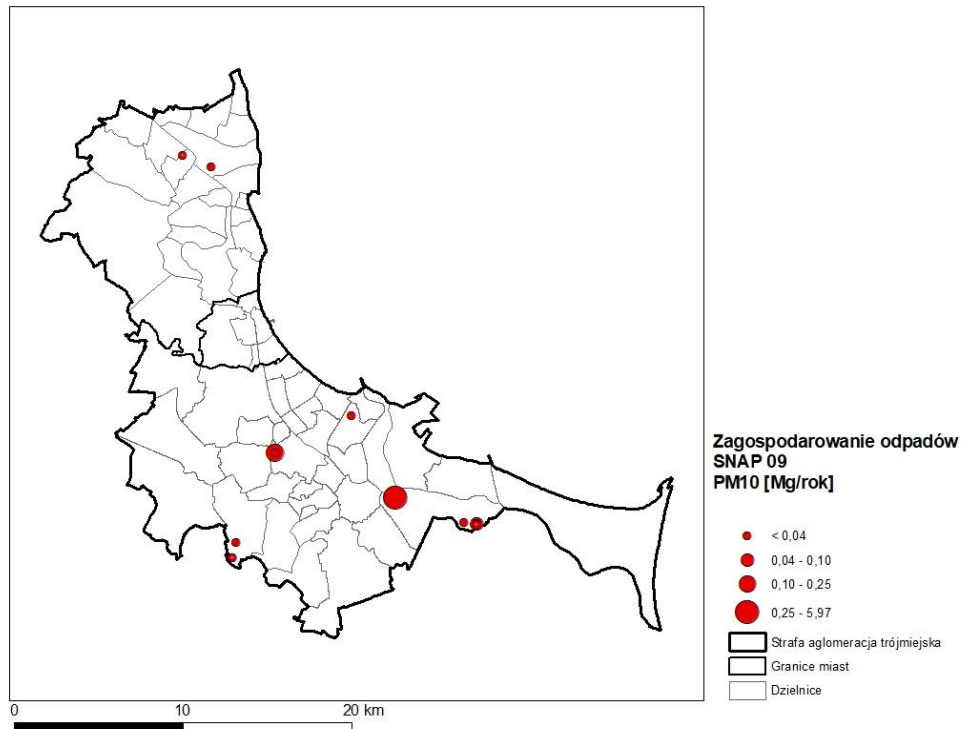 Zagospodarowanie odpadów
SNAP 09
PM10 [Mg/rok]
< 0,04
0,04 - 0,10
0,10 - 0,25
0,25 - 5,97
Strafa aglomeracja trójmiejska
Granice miast
Dzielnice
0 10 20 km